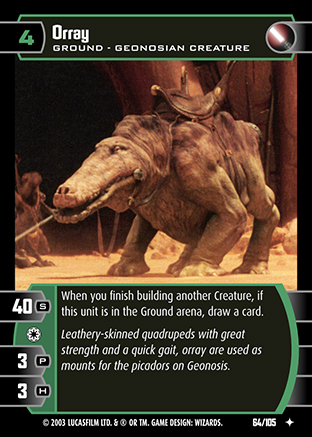 4
Orray
GROUND - GEONOSIAN CREATURE
40 S
When you finish building another Creature, if
this unit is in the Ground arena, draw a card.
Leathery-skinned quadrupeds with great
strength and a quick gait, orray are used as
mounts for the picadors on Geonosis.
3 P
3 H
© 2003 LUCASFILM LTD. & ® OR TM. GAME DESIGN: WIZARDS. 64/105